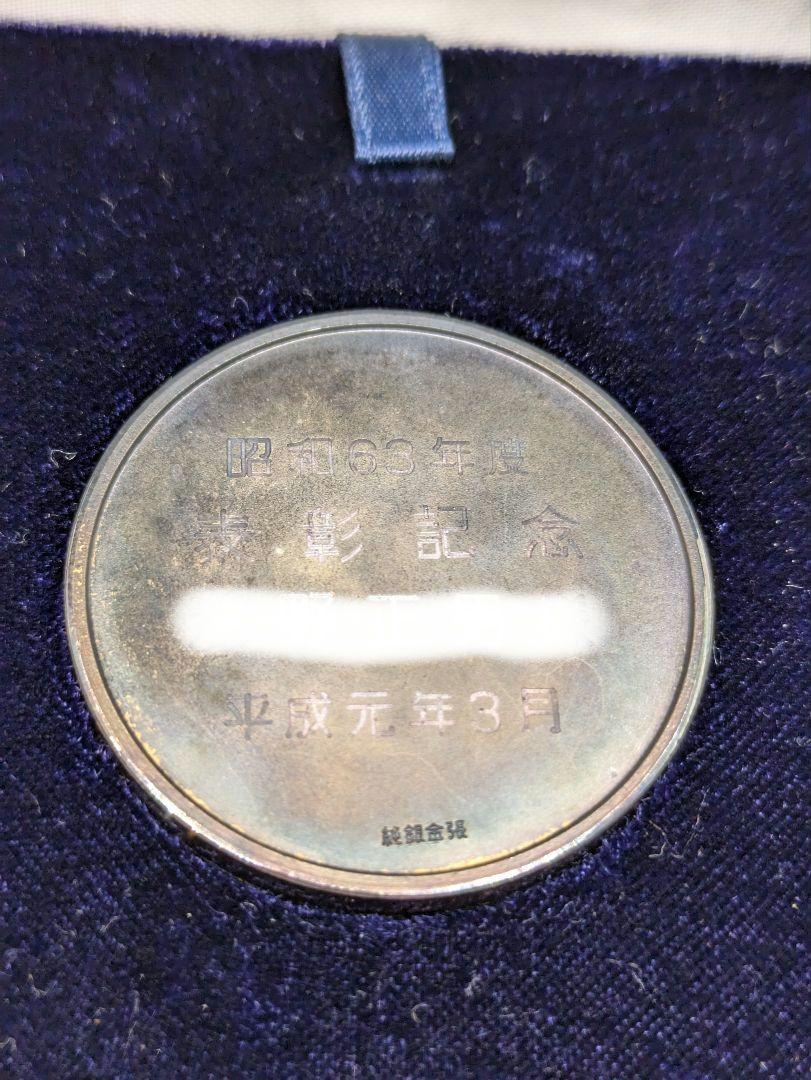 昭和63年度
表彰記念
平成元年3月
純銀金張